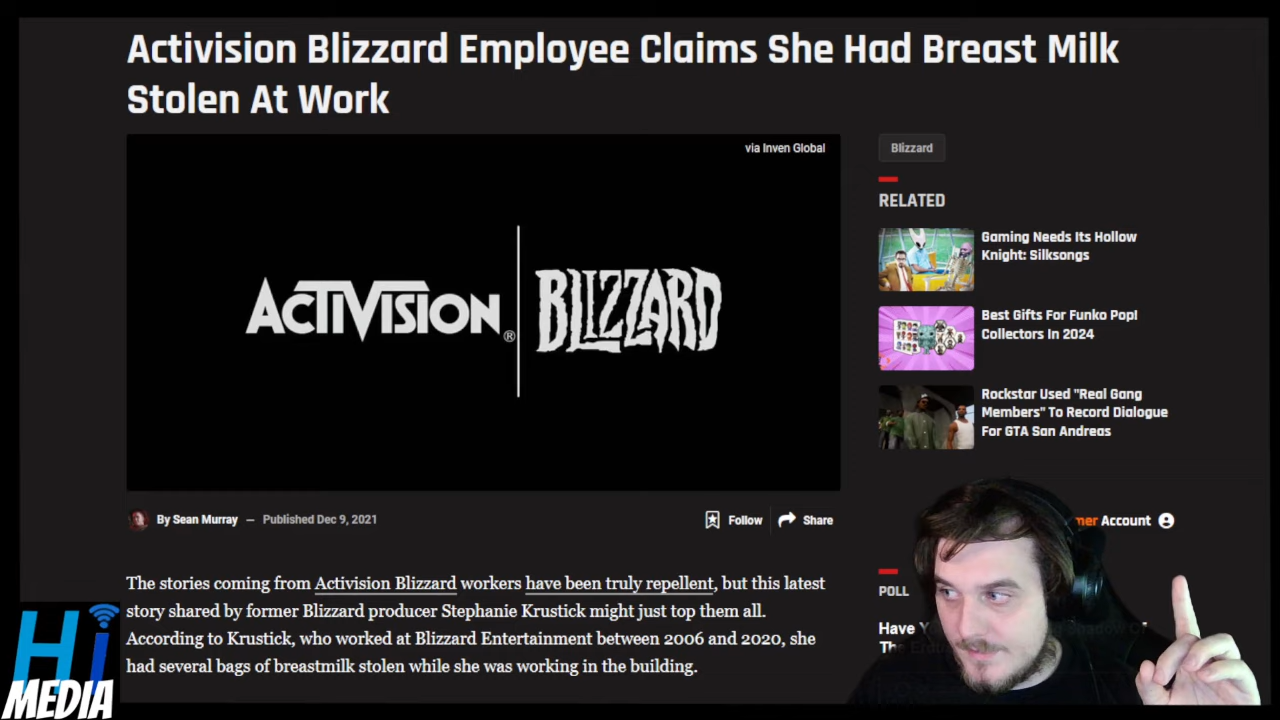 Activision Blizzard Employee Claims She Had Breast Milk
Stolen At Work
via Inven Global
ACTIVISION® BLIZZARD
By Sean Murray — Published Dec 9, 2021
Follow Share
The stories coming from Activision Blizzard workers have been truly repellent, but this latest
story shared by former Blizzard producer Stephanie Krustick might just top them all.
According to Krustick, who worked at Blizzard Entertainment between 2006 and 2020, she
had several bags of breastmilk stolen while she was working in the building.
Blizzard
RELATED
Gaming Needs Its Hollow
Knight: Silksongs
Best Gifts For Funko Pop!
Collectors In 2024
Rockstar Used "Real Gang
Members" To Record Dialogue
For GTA San Andreas
Account
POLL
Have
Of
The
Hi
MEDIA